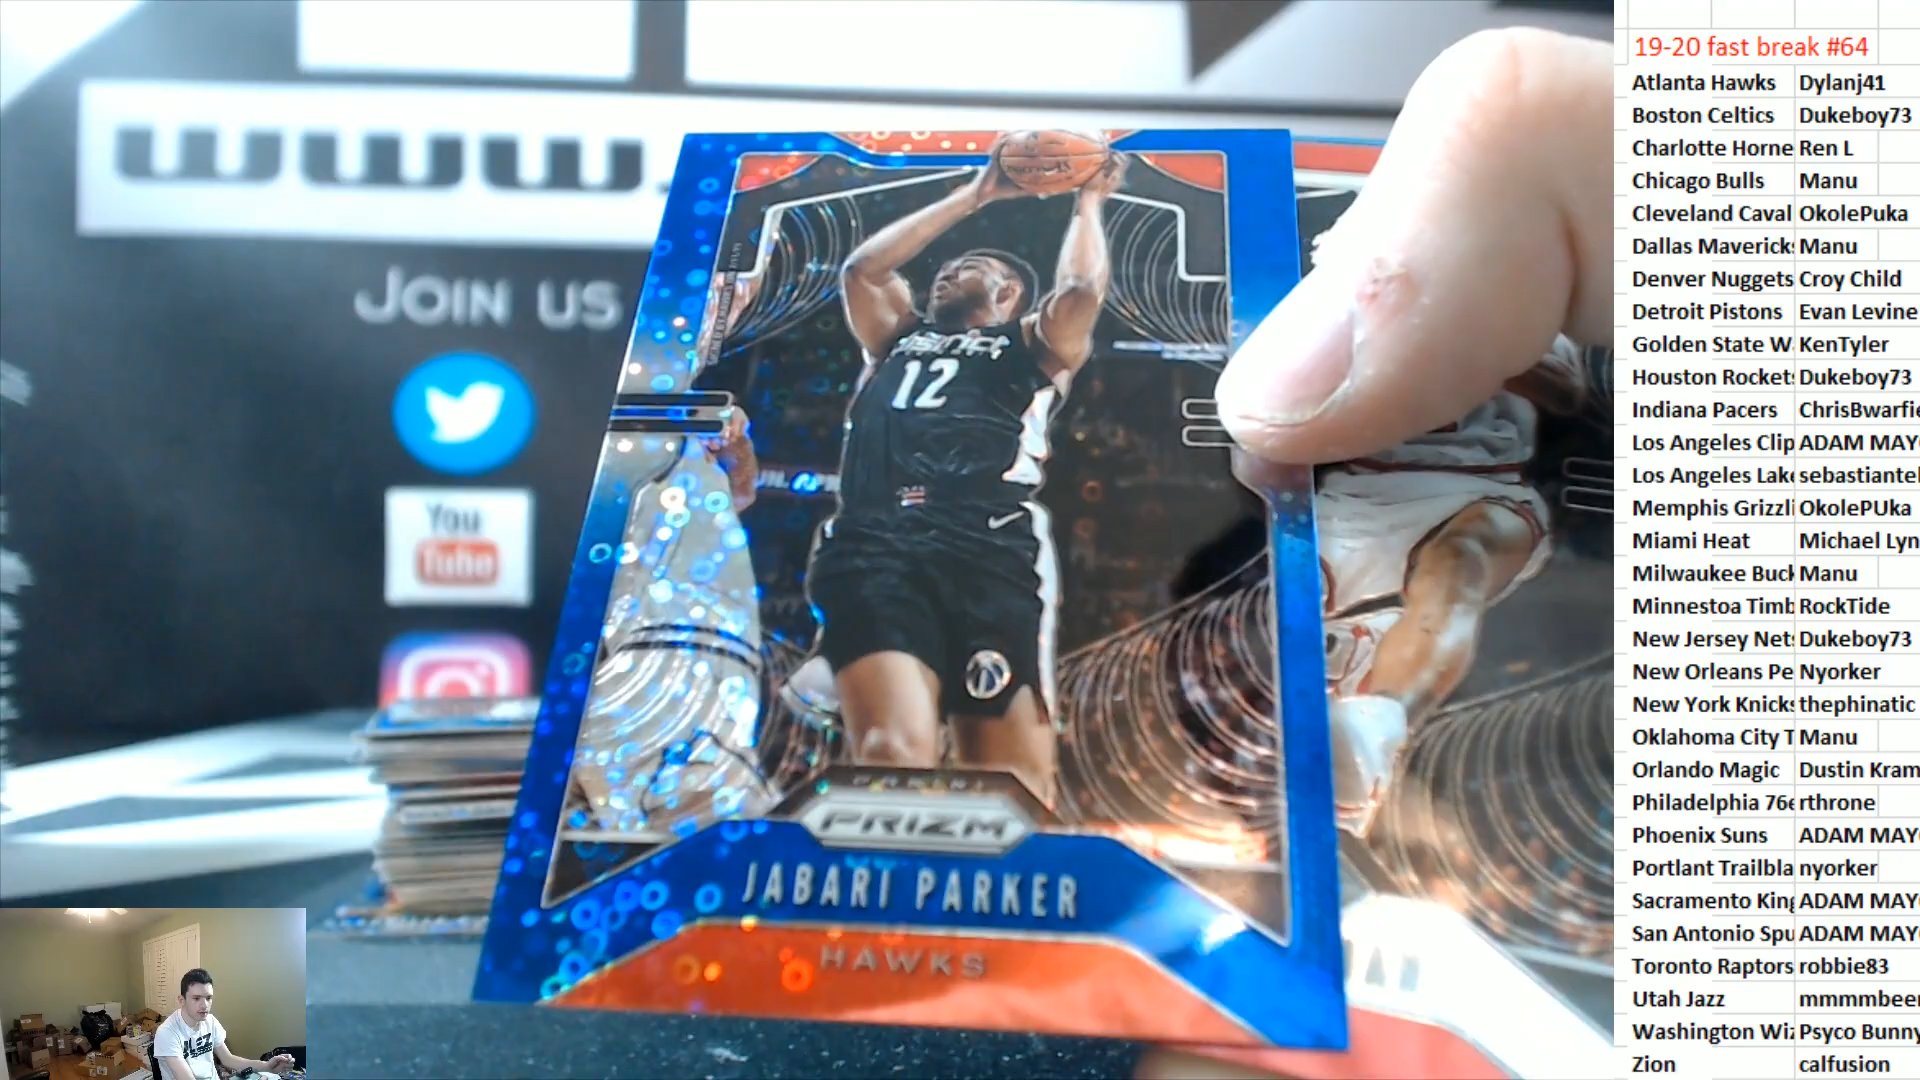 www.
JOIN US
You
Tube
DISTRICT
12
PANINI
PRIZM
JABARI PARKER
HAWKS
19-20 fast break #64
Atlanta Hawks Dylanj41
Boston Celtics Dukeboy73
Charlotte Horne Ren L
Chicago Bulls Manu
Cleveland Caval OkolePuka
Dallas Mavericks Manu
Denver Nuggets Croy Child
Detroit Pistons Evan Levine
Golden State W KenTyler
Houston Rockets Dukeboy73
Indiana Pacers ChrisBwarfie
Los Angeles Clip ADAM MAY
Los Angeles Lake sebastiantel
Memphis Grizzli OkolePUka
Miami Heat Michael Lyn
Milwaukee Buck Manu
Minnestoa Timb RockTide
New Jersey Nets Dukeboy73
New Orleans Pe Nyorker
New York Knicks thephinatic
Oklahoma City T Manu
Orlando Magic Dustin Kram
Philadelphia 76e rthrone
Phoenix Suns ADAM MAY
Portlant Trailbla nyorker
Sacramento King ADAM MAY
San Antonio Spu ADAM MAY
Toronto Raptors robbie83
Utah Jazz mmmmbeer
Washington Wiz Psyco Bunny
Zion calfusion